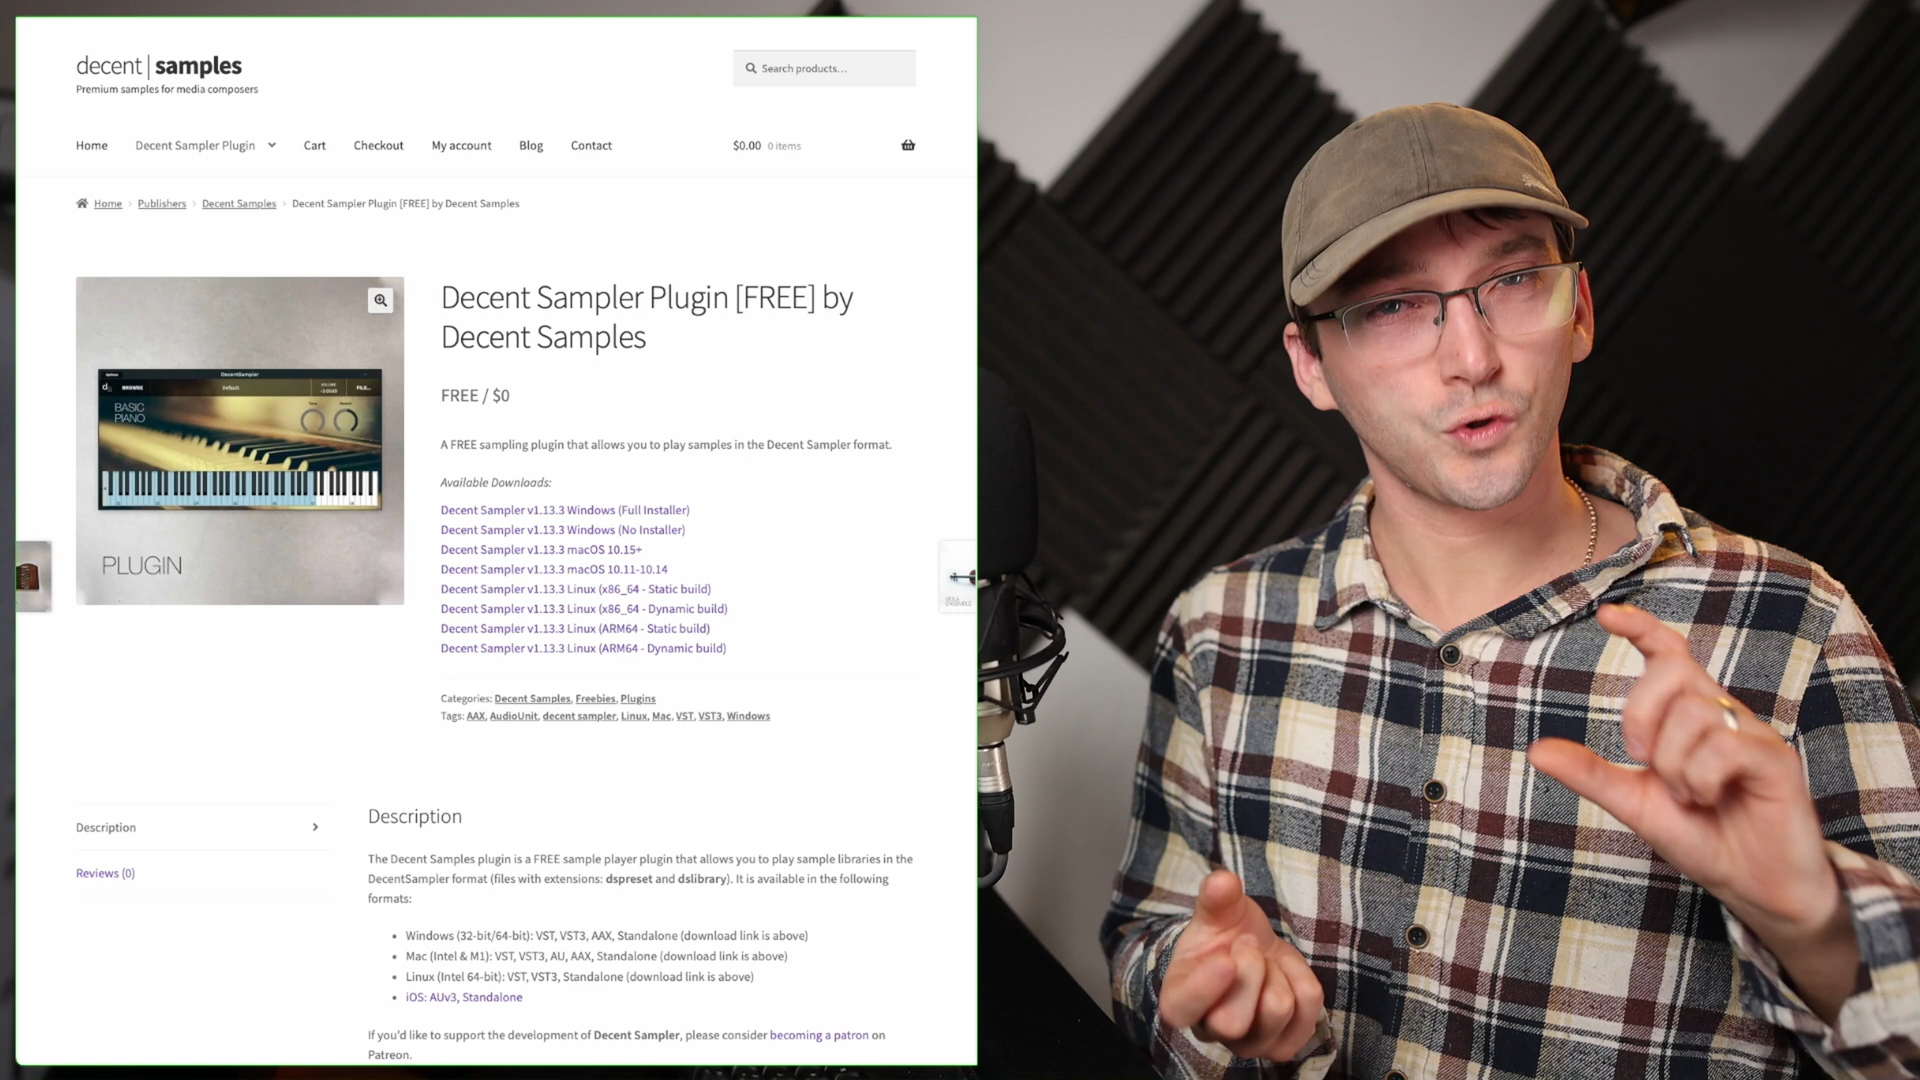 decent | samples
Premium samples for media composers
Search products…
Home
Decent Sampler Plugin
Cart
Checkout
My account
Blog
Contact
$0.00 0 items
Home > Publishers > Decent Samples > Decent Sampler Plugin [FREE] by Decent Samples
DecentSampler
BROWSE
Default
VOLUME
FILE...
BASIC
PIANO
PLUGIN
Decent Sampler Plugin [FREE] by
Decent Samples
FREE / $0
A FREE sampling plugin that allows you to play samples in the Decent Sampler format.
Available Downloads:
Decent Sampler v1.13.3 Windows (Full Installer)
Decent Sampler v1.13.3 Windows (No Installer)
Decent Sampler v1.13.3 macOS 10.15+
Decent Sampler v1.13.3 macOS 10.11-10.14
Decent Sampler v1.13.3 Linux (x86_64 - Static build)
Decent Sampler v1.13.3 Linux (x86_64 - Dynamic build)
Decent Sampler v1.13.3 Linux (ARM64 - Static build)
Decent Sampler v1.13.3 Linux (ARM64 - Dynamic build)
Categories: Decent Samples, Freebies, Plugins
Tags: AAX, AudioUnit, decent sampler, Linux, Mac, VST, VST3, Windows
Description
Reviews (0)
Description
The Decent Samples plugin is a FREE sample player plugin that allows you to play sample libraries in the
DecentSampler format (files with extensions: dspreset and dslibrary). It is available in the following
formats:
• Windows (32-bit/64-bit): VST, VST3, AAX, Standalone (download link is above)
• Mac (Intel & M1): VST, VST3, AU, AAX, Standalone (download link is above)
• Linux (Intel 64-bit): VST, VST3, Standalone (download link is above)
• iOS: AUv3, Standalone
If you'd like to support the development of Decent Sampler, please consider becoming a patron on
Patreon.